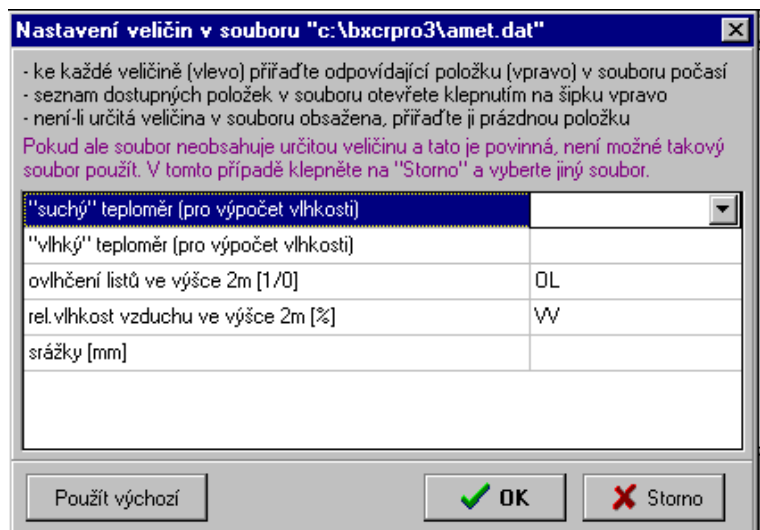 Nastavení veličin v souboru "c:\bxcrpro3\amet.dat"
- ke každé veličině (vlevo) přiřaďte odpovídající položku (vpravo) v souboru počasí
- seznam dostupných položek v souboru otevřete klepnutím na šipku vpravo
- není-li určitá veličina v souboru obsažena, přiřaďte ji prázdnou položku
Pokud ale soubor neobsahuje určitou veličinu a tato je povinná, není možné takový
soubor použít. V tomto případě klepněte na "Storno" a vyberte jiný soubor.
"suchý" teploměr (pro výpočet vlhkosti)
"vlhký" teploměr (pro výpočet vlhkosti)
ovlhčení listů ve výšce 2m [1/0] OL
rel.vlhkost vzduchu ve výšce 2m [%] VV
srážky [mm]
Použít výchozí OK Storno